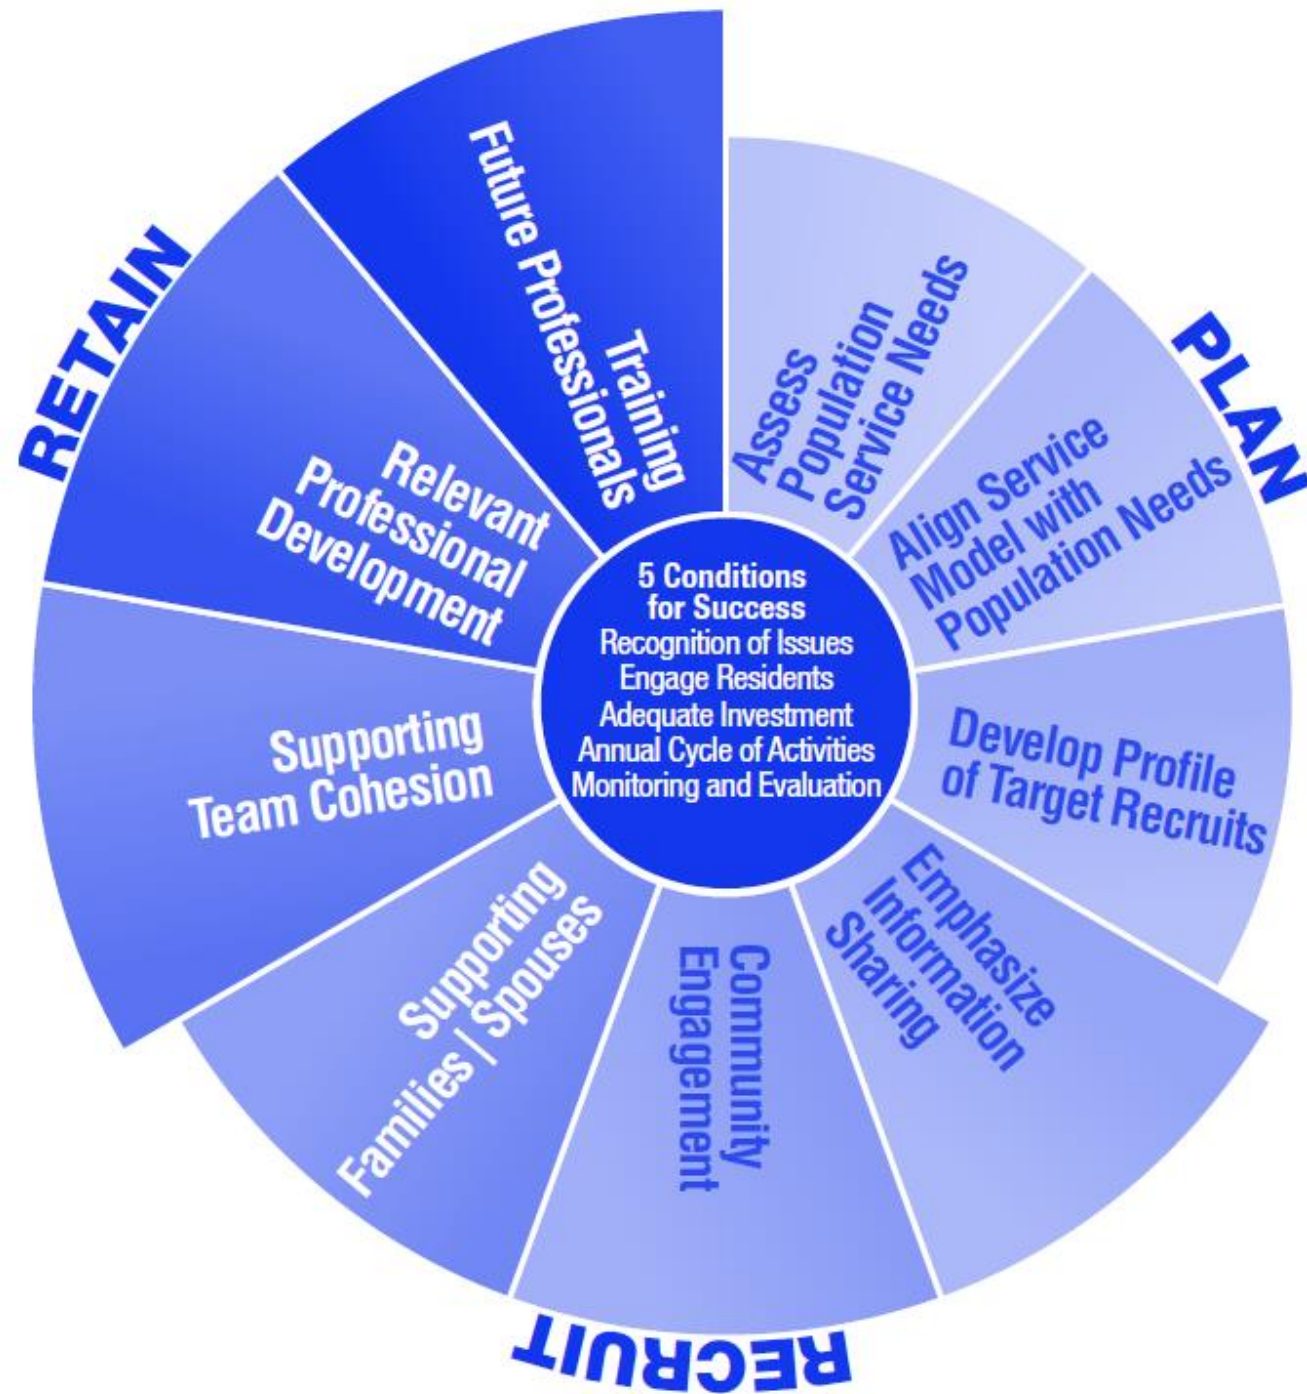 PLAN
Assess
Population
Service Needs
Align Service
Model with
Population Needs
Develop Profile
of Target Recruits
RECRUIT
Emphasize
Information
Sharing
Community
Engagement
Supporting
Families | Spouses
RETAIN
Supporting
Team Cohesion
Relevant
Professional
Development
Training
Future Professionals
5 Conditions
for Success
Recognition of Issues
Engage Residents
Adequate Investment
Annual Cycle of Activities
Monitoring and Evaluation